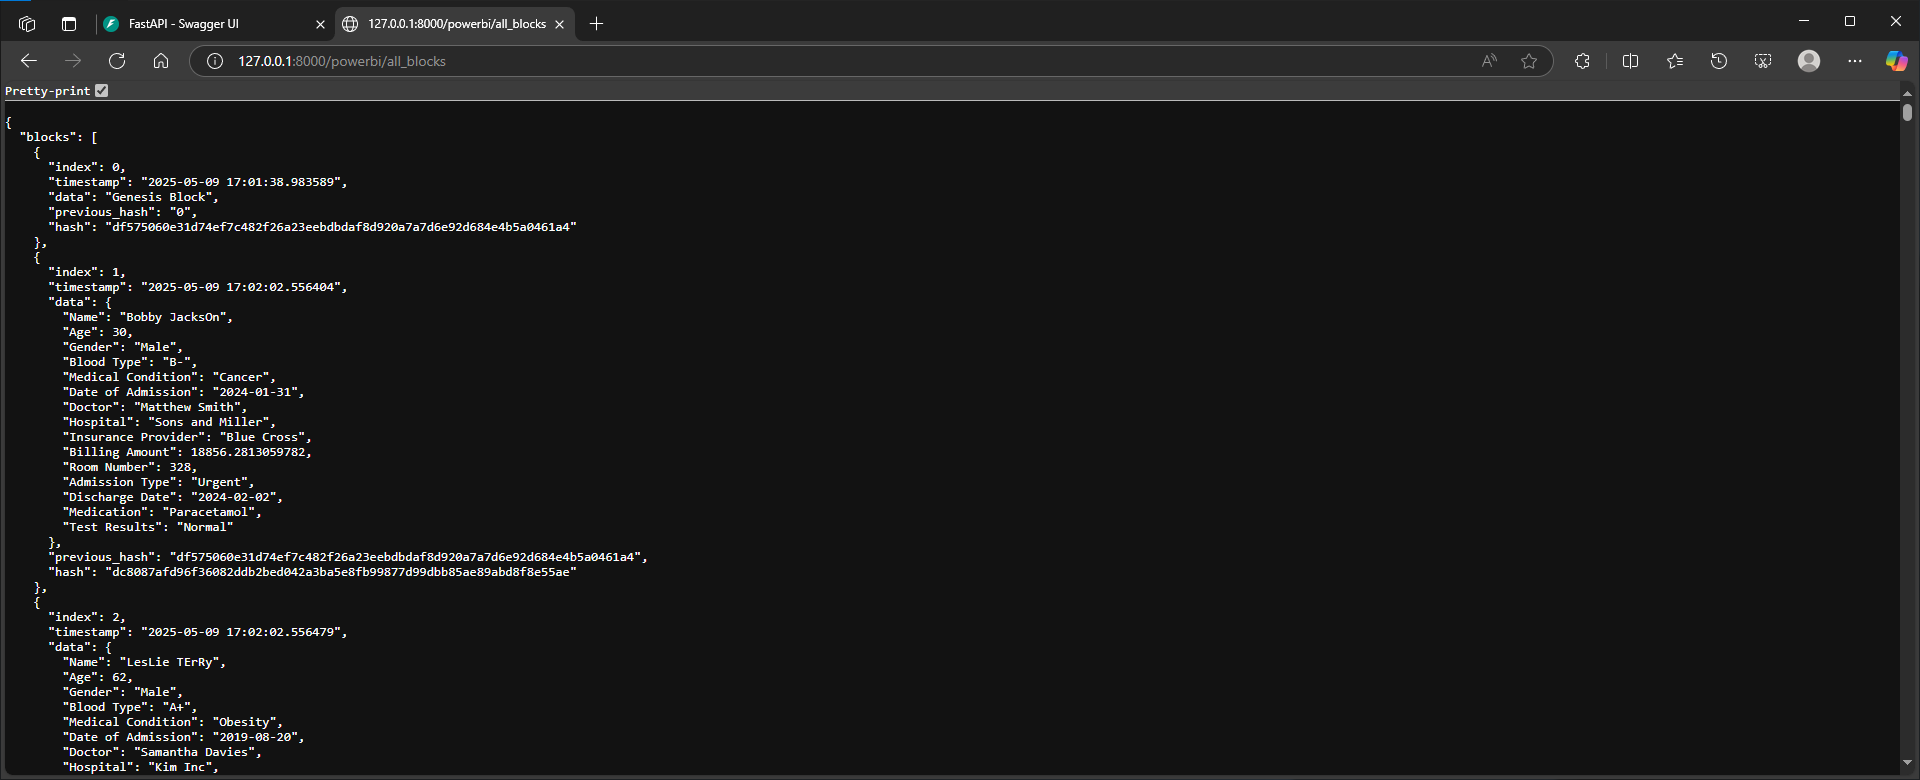 FastAPI - Swagger UI
127.0.0.1:8000/powerbi/all_blocks
127.0.0.1:8000/powerbi/all_blocks
Pretty-print
{
  "blocks": [
    {
      "index": 0,
      "timestamp": "2025-05-09 17:01:38.983589",
      "data": "Genesis Block",
      "previous_hash": "0",
      "hash": "df575060e31d74ef7c482f26a23eebdbdaf8d920a7a7d6e92d684e4b5a0461a4"
    },
    {
      "index": 1,
      "timestamp": "2025-05-09 17:02:02.556404",
      "data": {
        "Name": "Bobby JacksOn",
        "Age": 30,
        "Gender": "Male",
        "Blood Type": "B-",
        "Medical Condition": "Cancer",
        "Date of Admission": "2024-01-31",
        "Doctor": "Matthew Smith",
        "Hospital": "Sons and Miller",
        "Insurance Provider": "Blue Cross",
        "Billing Amount": 18856.2813059782,
        "Room Number": 328,
        "Admission Type": "Urgent",
        "Discharge Date": "2024-02-02",
        "Medication": "Paracetamol",
        "Test Results": "Normal"
      },
      "previous_hash": "df575060e31d74ef7c482f26a23eebdbdaf8d920a7a7d6e92d684e4b5a0461a4",
      "hash": "dc8087afd96f36082ddb2bed042a3ba5e8fb99877d99dbb85ae89abd8f8e55ae"
    },
    {
      "index": 2,
      "timestamp": "2025-05-09 17:02:02.556479",
      "data": {
        "Name": "LesLie TErRy",
        "Age": 62,
        "Gender": "Male",
        "Blood Type": "A+",
        "Medical Condition": "Obesity",
        "Date of Admission": "2019-08-20",
        "Doctor": "Samantha Davies",
        "Hospital": "Kim Inc",